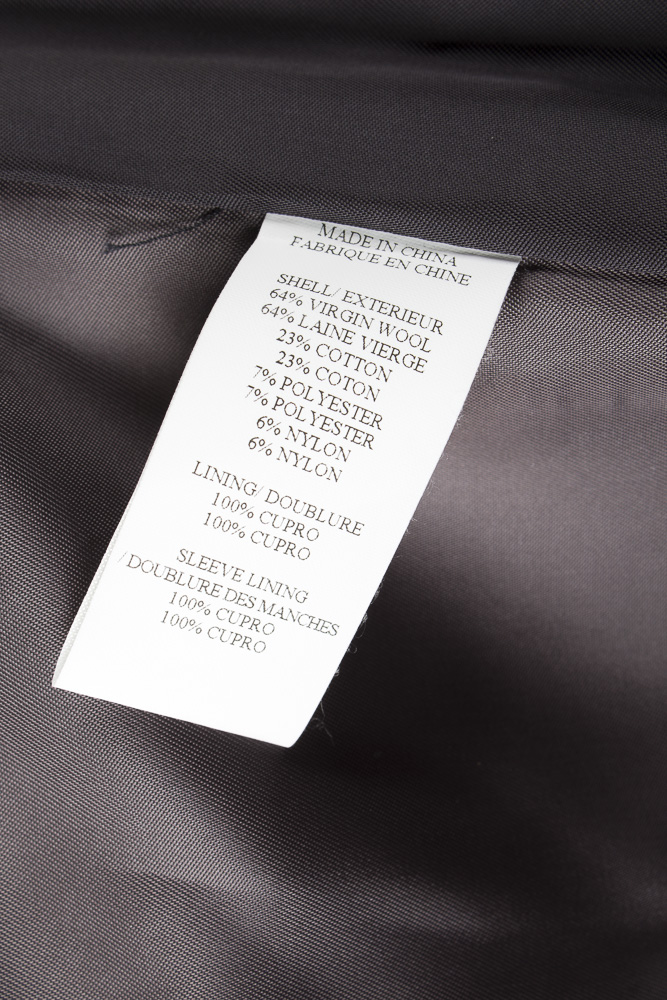 MADE IN CHINA
FABRIQUE EN CHINE
SHELL/ EXTERIEUR
64% VIRGIN WOOL
64% LAINE VIERGE
23% COTTON
23% COTON
7% POLYESTER
7% POLYESTER
6% NYLON
6% NYLON
LINING/ DOUBLURE
100% CUPRO
100% CUPRO
SLEEVE LINING
/DOUBLURE DES MANCHES
100% CUPRO
100% CUPRO